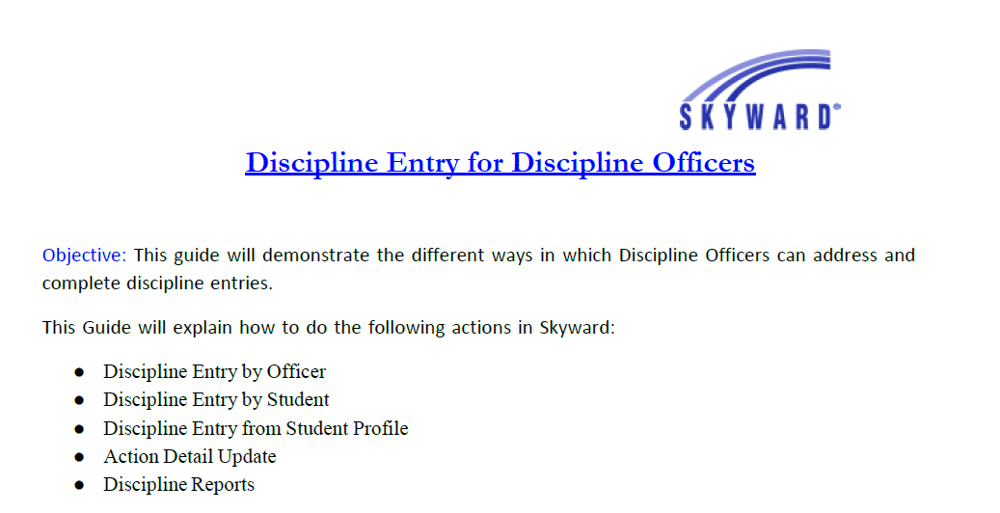 SKYWARD®
Discipline Entry for Discipline Officers
Objective: This guide will demonstrate the different ways in which Discipline Officers can address and
complete discipline entries.
This Guide will explain how to do the following actions in Skyward:
● Discipline Entry by Officer
● Discipline Entry by Student
● Discipline Entry from Student Profile
● Action Detail Update
● Discipline Reports